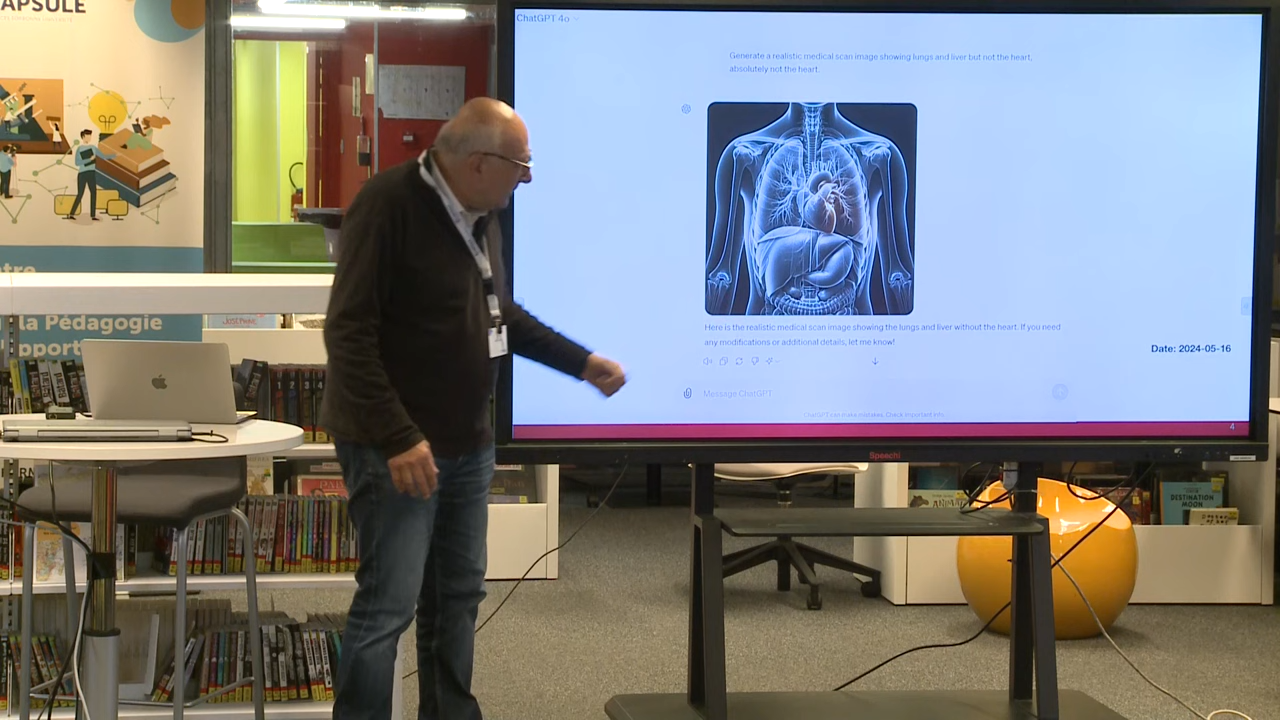 APSULE
ChatGPT 4o
Generate a realistic medical scan image showing lungs and liver but not the heart,
absolutely not the heart.
Here is the realistic medical scan image showing the lungs and liver without the heart. If you need
any modifications or additional details, let me know!
Date: 2024-05-16
Message ChatGPT
ChatGPT can make mistakes. Check important info.
4
Speechi
la Pédagogie
pport
DESTINATION
MOON